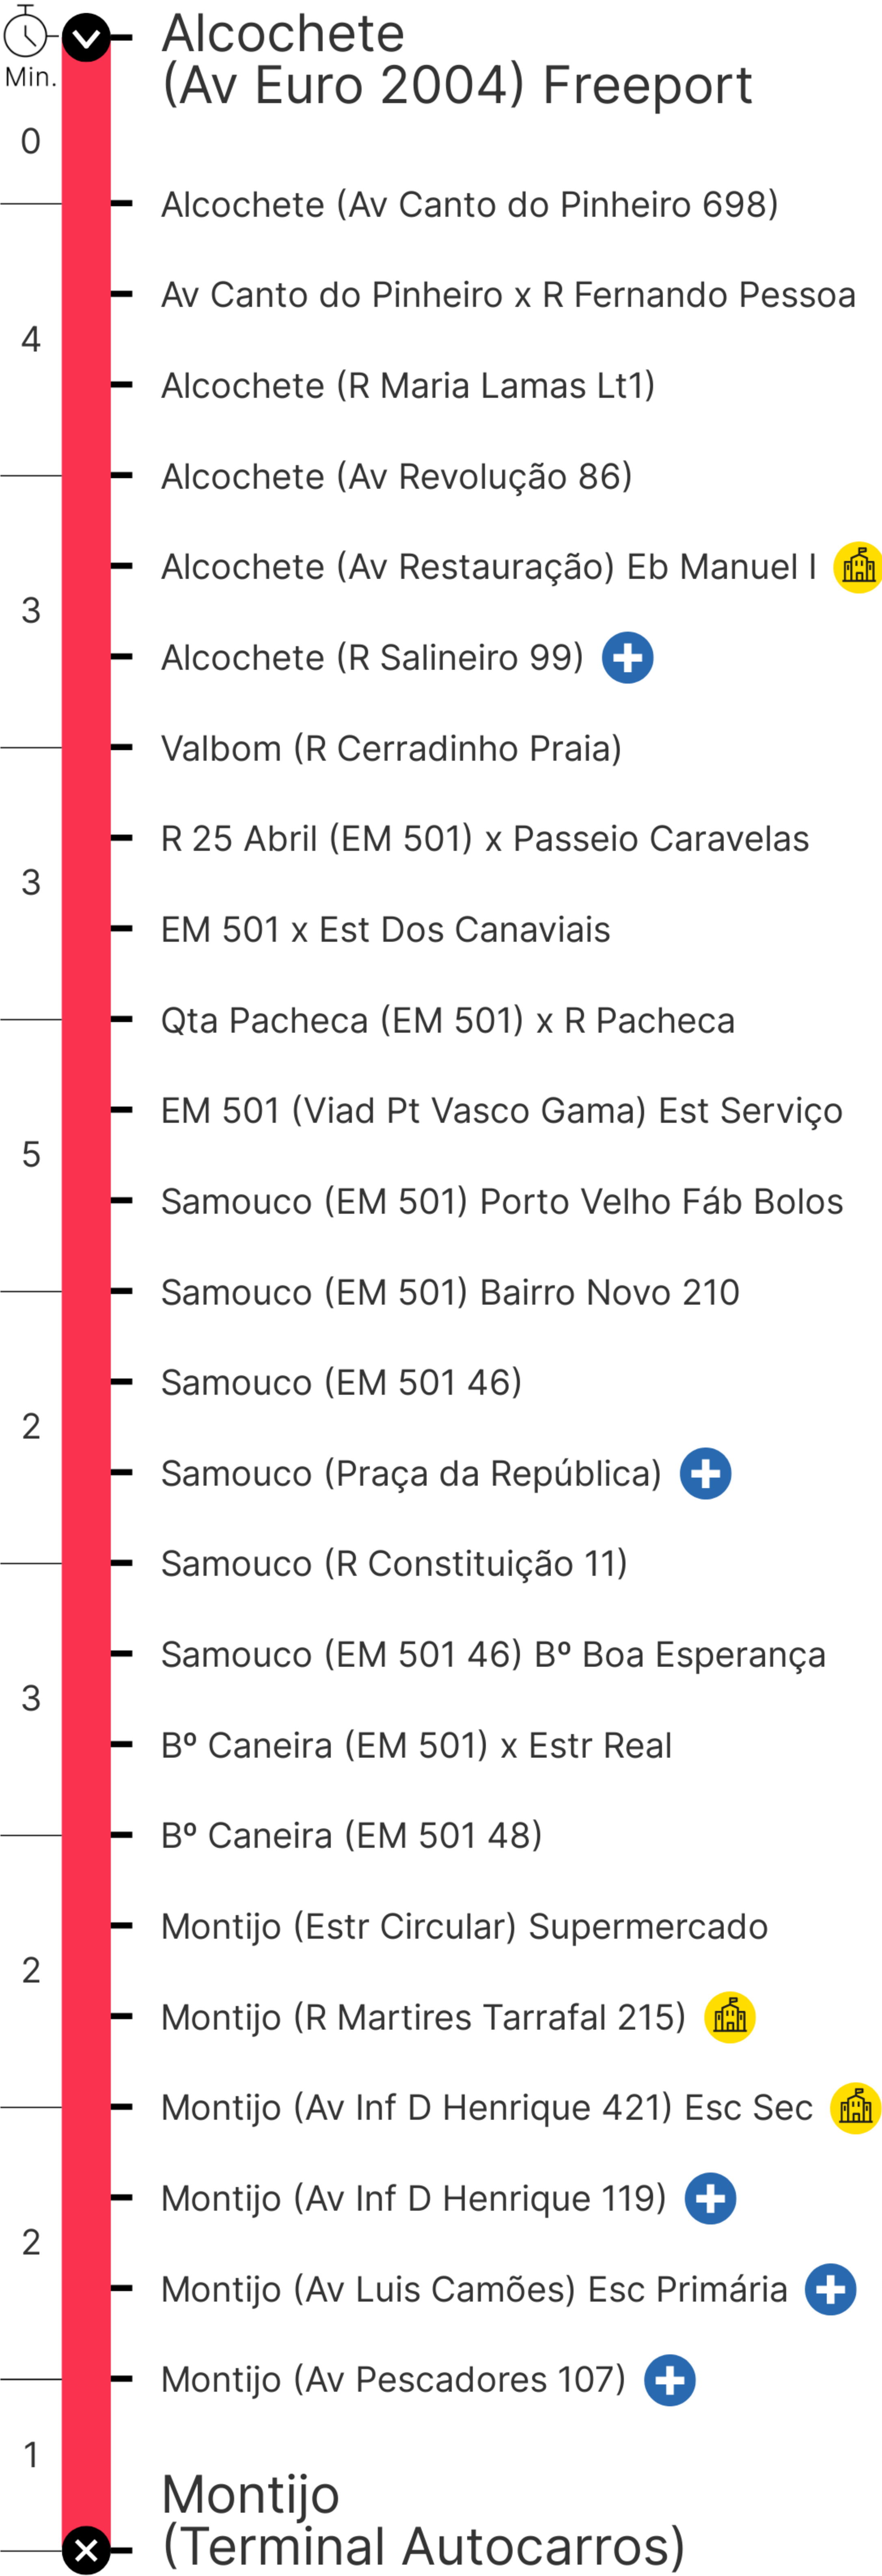 Alcochete
(Av Euro 2004) Freeport
Min.
0
Alcochete (Av Canto do Pinheiro 698)
Av Canto do Pinheiro x R Fernando Pessoa
4
Alcochete (R Maria Lamas Lt1)
Alcochete (Av Revolução 86)
Alcochete (Av Restauração) Eb Manuel I
3
Alcochete (R Salineiro 99)
Valbom (R Cerradinho Praia)
R 25 Abril (EM 501) x Passeio Caravelas
3
EM 501 x Est Dos Canaviais
Qta Pacheca (EM 501) x R Pacheca
EM 501 (Viad Pt Vasco Gama) Est Serviço
5
Samouco (EM 501) Porto Velho Fáb Bolos
Samouco (EM 501) Bairro Novo 210
Samouco (EM 501 46)
2
Samouco (Praça da República)
Samouco (R Constituição 11)
Samouco (EM 501 46) Bº Boa Esperança
3
Bº Caneira (EM 501) x Estr Real
Bº Caneira (EM 501 48)
Montijo (Estr Circular) Supermercado
2
Montijo (R Martires Tarrafal 215)
Montijo (Av Inf D Henrique 421) Esc Sec
Montijo (Av Inf D Henrique 119)
2
Montijo (Av Luis Camões) Esc Primária
Montijo (Av Pescadores 107)
1
Montijo
(Terminal Autocarros)